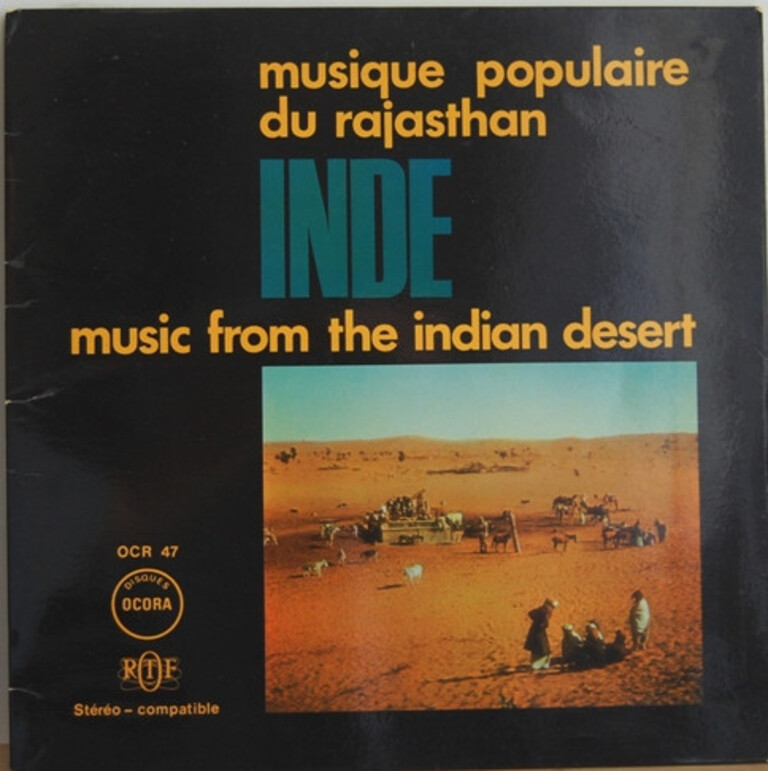 musique populaire
du rajasthan
INDE
music from the indian desert
OCR 47
DISQUES
OCORA
RTF
Stéréo – compatible